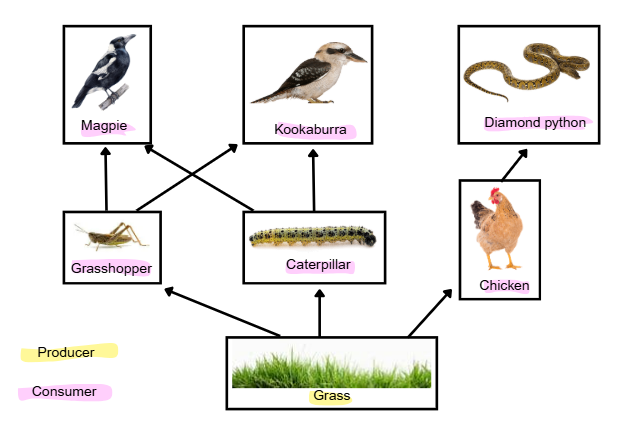 Magpie
Kookaburra
Diamond python
Grasshopper
Caterpillar
Chicken
Producer
Consumer
Grass